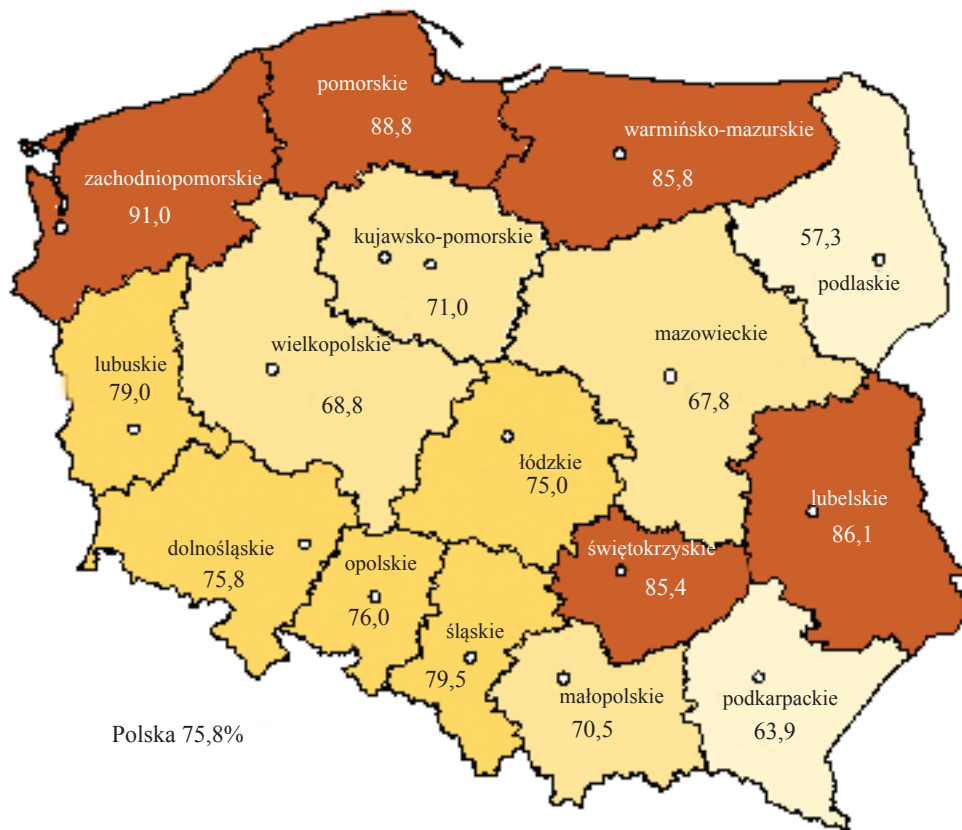 pomorskie
88,8
warmińsko-mazurskie
85,8
zachodniopomorskie
91,0
kujawsko-pomorskie
71,0
57,3
podlaskie
wielkopolskie
68,8
mazowieckie
67,8
lubuskie
79,0
łódzkie
75,0
lubelskie
86,1
dolnośląskie
75,8
opolskie
76,0
świętokrzyskie
85,4
śląskie
79,5
małopolskie
70,5
podkarpackie
63,9
Polska 75,8%